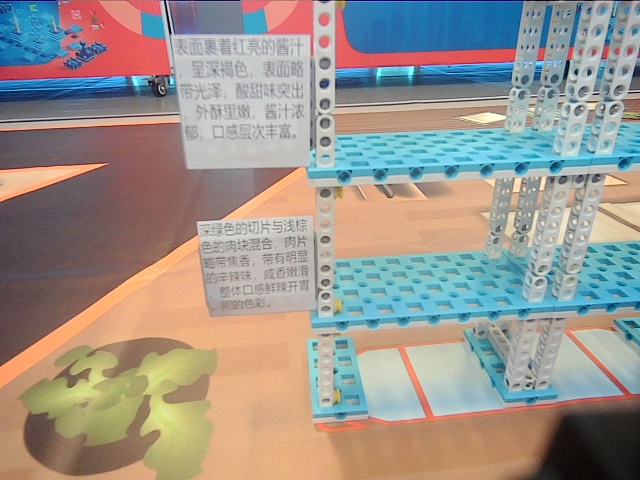 表面裹着红亮的酱汁
，呈深褐色，表面略
带光泽，酸甜味突出
，外酥里嫩，酱汁浓
郁，口感层次丰富。
深绿色的切片与浅棕
色的肉块混合，肉片
略带焦香，带有明显
的辛辣味，咸香嫩滑
，整体口感鲜辣开胃
的色彩。